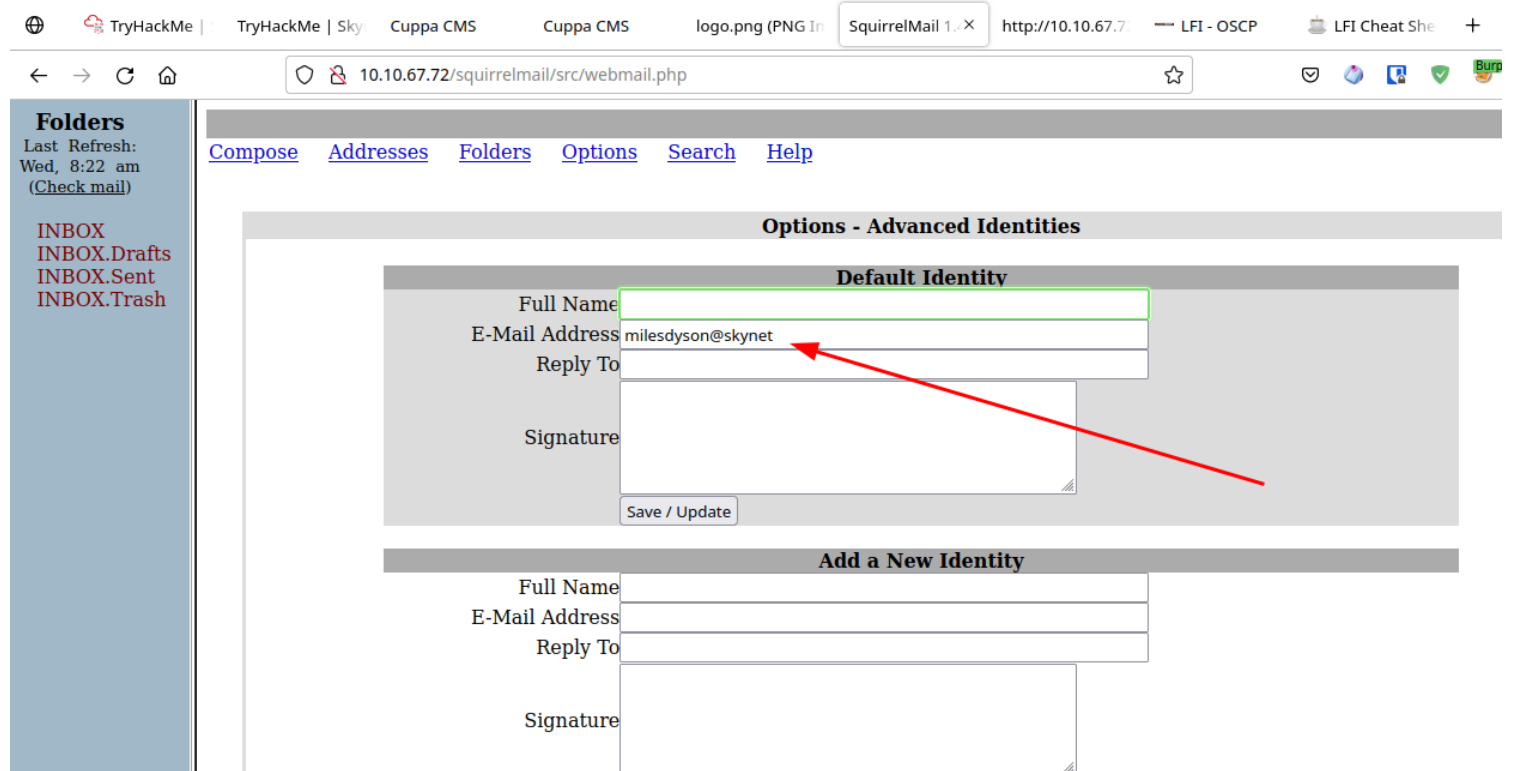 TryHackMe | S TryHackMe | Sky Cuppa CMS Cuppa CMS logo.png (PNG Im SquirrelMail 1.4 http://10.10.67.7 LFI - OSCP LFI Cheat She
10.10.67.72/squirrelmail/src/webmail.php
Burp
Folders
Last Refresh:
Wed, 8:22 am
(Check mail)
INBOX
INBOX.Drafts
INBOX.Sent
INBOX.Trash
Compose Addresses Folders Options Search Help
Options - Advanced Identities
Default Identity
Full Name
E-Mail Address milesdyson@skynet
Reply To
Signature
Save / Update
Add a New Identity
Full Name
E-Mail Address
Reply To
Signature